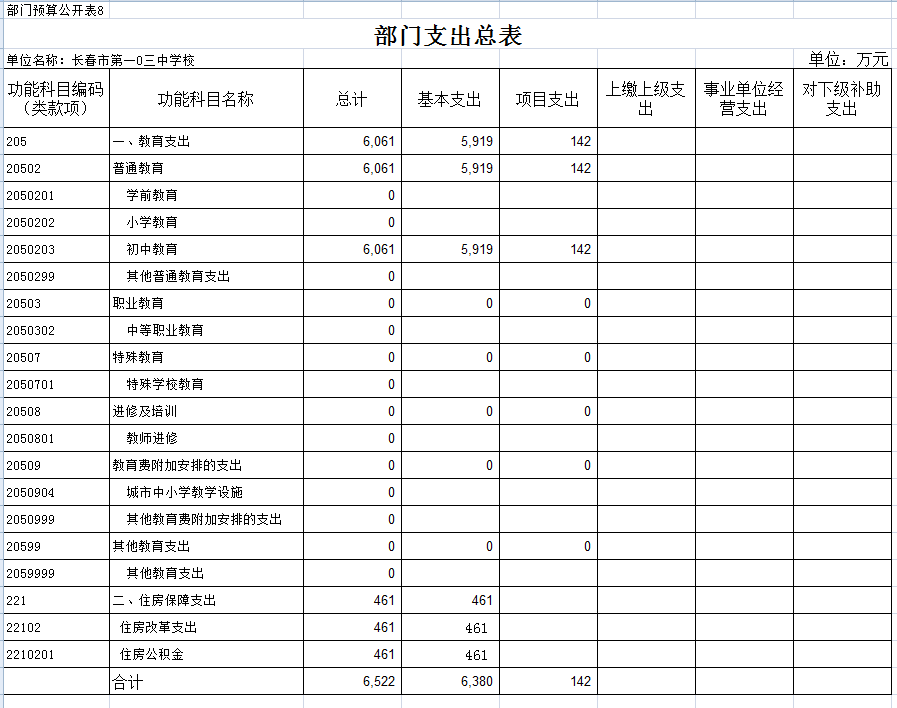 部门预算公开表8
部门支出总表
单位名称：长春市第一0三中学校 单位：万元
功能科目编码（类款项） 功能科目名称 总计 基本支出 项目支出 上缴上级支出 事业单位经营支出 对下级补助支出
205 一、教育支出 6,061 5,919 142
20502 普通教育 6,061 5,919 142
2050201 学前教育 0
2050202 小学教育 0
2050203 初中教育 6,061 5,919 142
2050299 其他普通教育支出 0
20503 职业教育 0 0 0
2050302 中等职业教育 0
20507 特殊教育 0 0 0
2050701 特殊学校教育 0
20508 进修及培训 0 0 0
2050801 教师进修 0
20509 教育费附加安排的支出 0 0 0
2050904 城市中小学教学设施 0
2050999 其他教育费附加安排的支出 0
20599 其他教育支出 0 0 0
2059999 其他教育支出 0
221 二、住房保障支出 461 461
22102 住房改革支出 461 461
2210201 住房公积金 461 461
合计 6,522 6,380 142